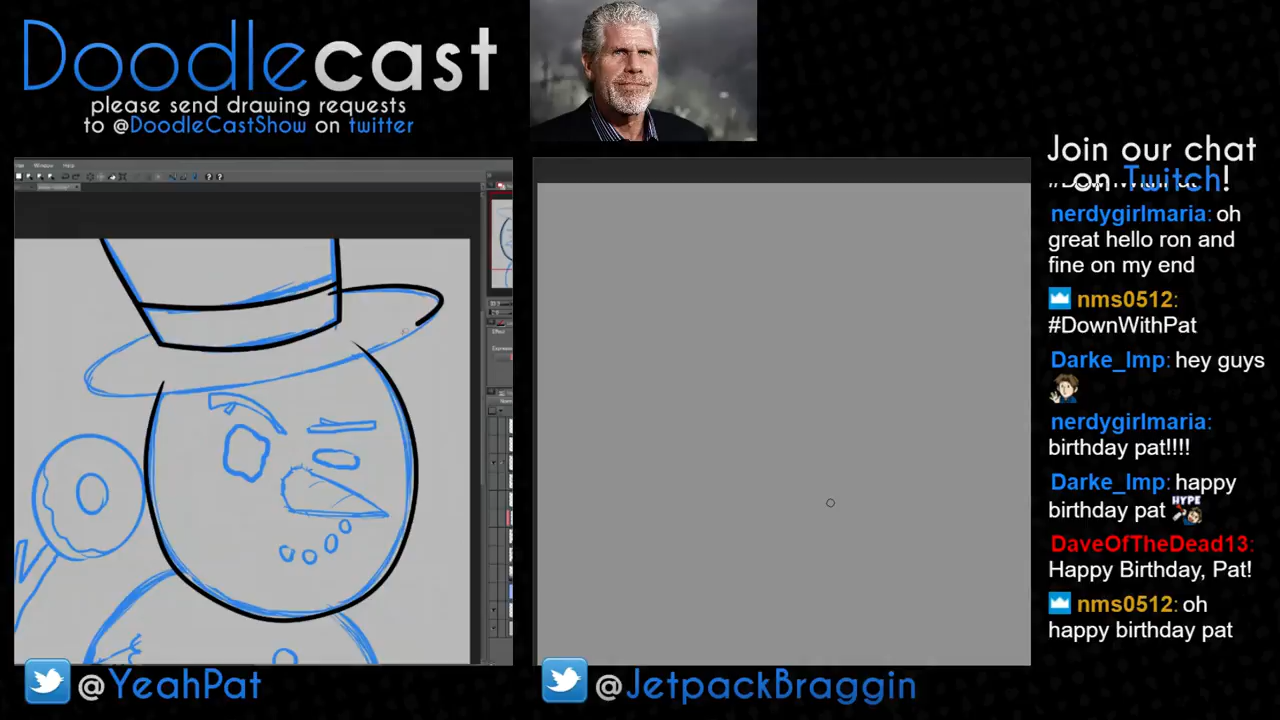 Doodlecast
please send drawing requests
to @DoodleCastShow on twitter
Window Help
@YeahPat
@JetpackBraggin
Join our chat
on Twitch!
nerdygirlmaria: oh
great hello ron and
fine on my end
nms0512:
#DownWithPat
Darke_Imp: hey guys
nerdygirlmaria:
birthday pat!!!!
Darke_Imp: happy
birthday pat HYPE
DaveOfTheDead13:
Happy Birthday, Pat!
nms0512: oh
happy birthday pat